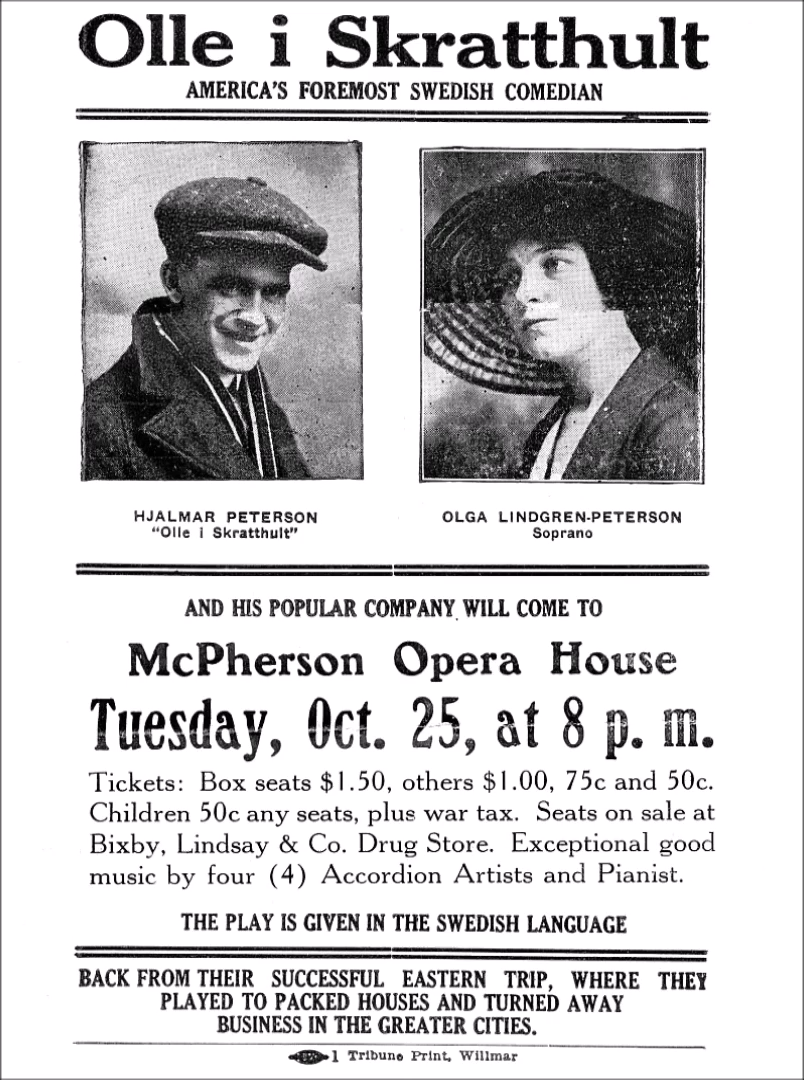 Olle i Skratthult
AMERICA'S FOREMOST SWEDISH COMEDIAN
HJALMAR PETERSON
"Olle i Skratthult"
OLGA LINDGREN-PETERSON
Soprano
AND HIS POPULAR COMPANY WILL COME TO
McPherson Opera House
Tuesday, Oct. 25, at 8 p. m.
Tickets: Box seats $1.50, others $1.00, 75c and 50c.
Children 50c any seats, plus war tax. Seats on sale at
Bixby, Lindsay & Co. Drug Store. Exceptional good
music by four (4) Accordion Artists and Pianist.
THE PLAY IS GIVEN IN THE SWEDISH LANGUAGE
BACK FROM THEIR SUCCESSFUL EASTERN TRIP, WHERE THEY
PLAYED TO PACKED HOUSES AND TURNED AWAY
BUSINESS IN THE GREATER CITIES.
1 Tribune Print, Willmar